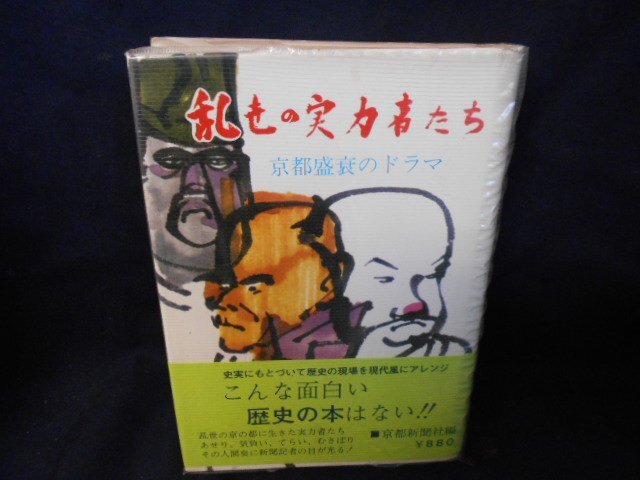 乱世の実力者たち
京都盛衰のドラマ
史実にもとづいて歴史の現場を現代風にアレンジ
こんな面白い
歴史の本はない!!
乱世の京の都に生きた実力者たち
あせり、気負い、てらい、むさぼり
その人間臭に新聞記者の目が光る!
■京都新聞社編
¥880